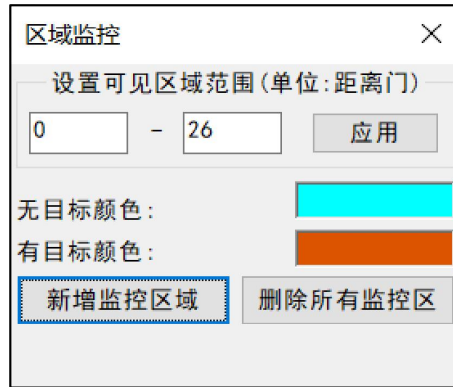 区域监控
设置可见区域范围(单位:距离门)
0 - 26 应用
无目标颜色:
有目标颜色:
新增监控区域 删除所有监控区